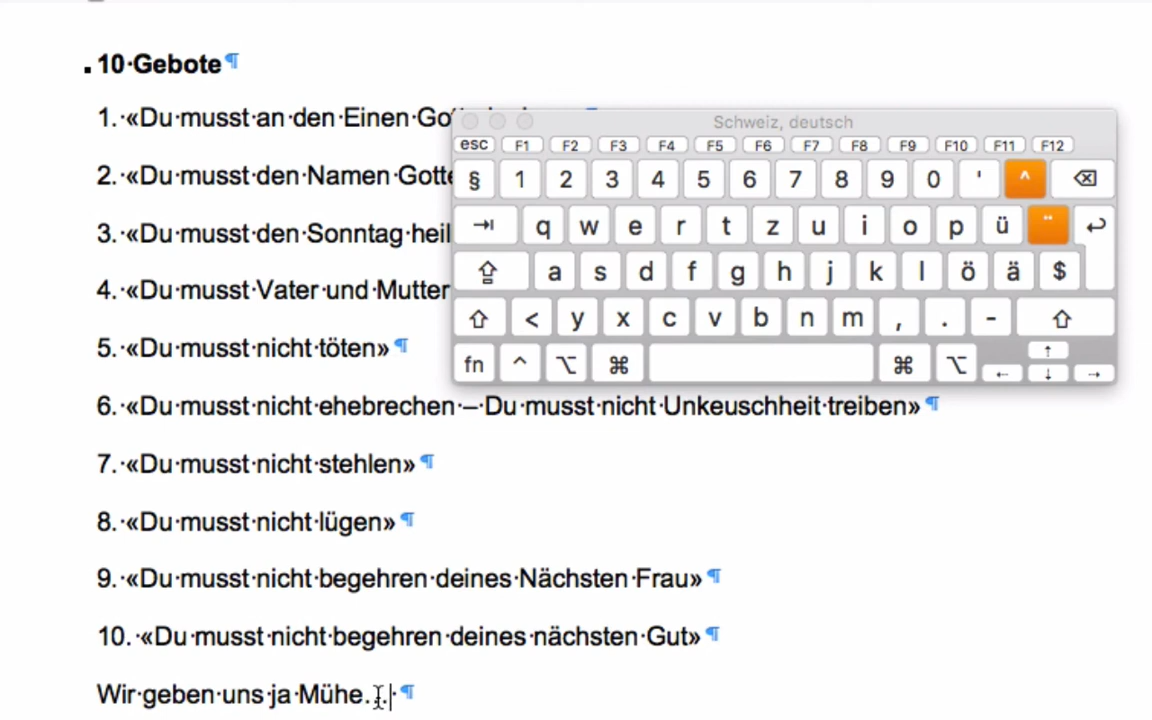 10 Gebote
1. «Du musst an den Einen
2. «Du musst den Namen
3. «Du musst den Sonntag
4. «Du musst Vater und Mutter
5. «Du musst nicht töten»
6. «Du musst nicht ehebrechen – Du musst nicht Unkeuschheit treiben»
7. «Du musst nicht stehlen»
8. «Du musst nicht lügen»
9. «Du musst nicht begehren deines Nächsten Frau»
10. «Du musst nicht begehren deines nächsten Gut»
Wir geben uns ja Mühe. .
Schweiz, deutsch
esc F1 F2 F3 F4 F5 F6 F7 F8 F9 F10 F11 F12
§ 1 2 3 4 5 6 7 8 9 0 ' ^ ⌫
⇥ q w e r t z u i o p ü ¨ ↩
⇪ a s d f g h j k l ö ä $
⇧ < y x c v b n m , . - ⇧
fn ^ ⌥ ⌘ ⌘ ⌥ ← ↑ ↓ →